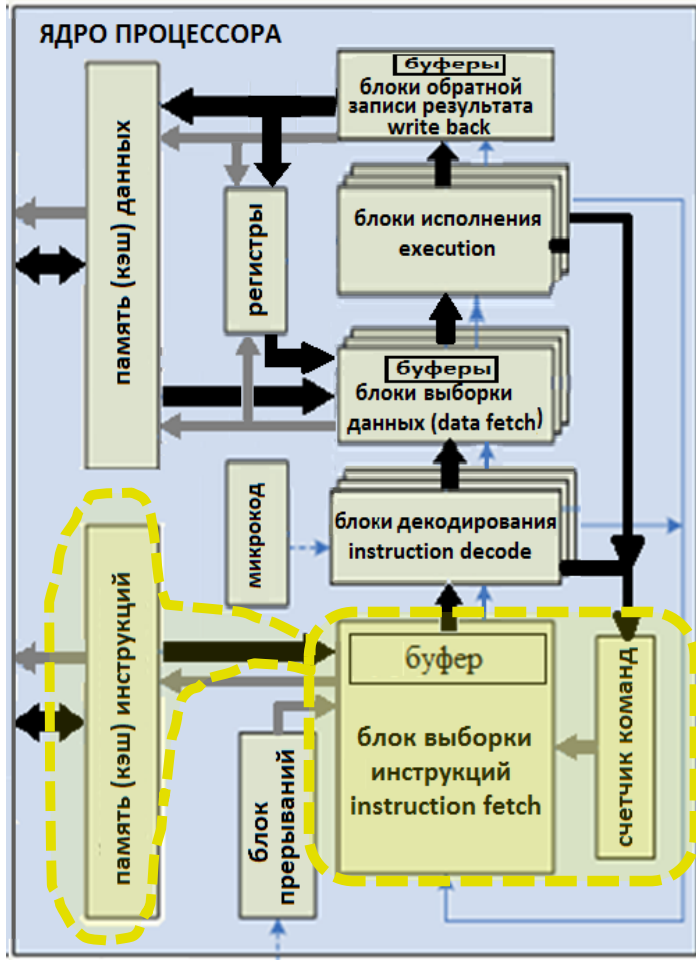 ЯДРО ПРОЦЕССОРА
буферы
блоки обратной
записи результата
write back
память (кэш) данных
регистры
блоки исполнения
execution
буферы
блоки выборки
данных (data fetch)
микрокод
блоки декодирования
instruction decode
память (кэш) инструкций
буфер
блок выборки
инструкций
instruction fetch
счетчик команд
блок
прерываний